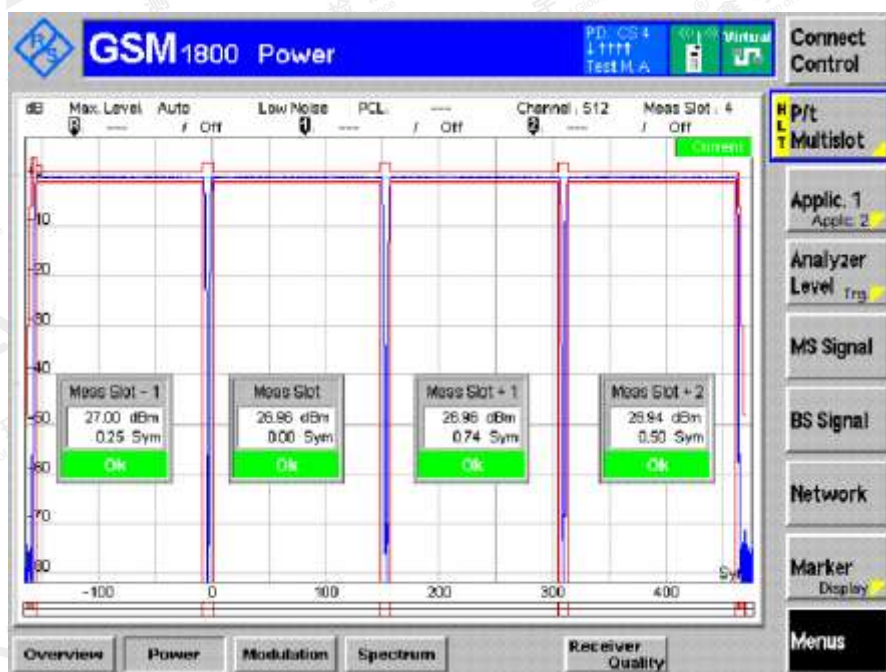 GSM 1800 Power
PD: CS 4
Test M. A
Virtual
Connect Control
dB Max. Level Auto Low Noise PCL: --- Channel: 512 Meas Slot: 4
R --- / Off 1 --- / Off 2 --- / Off
Current
H L T
P/t Multislot
Applic. 1
Applic. 2
Analyzer Level
Trg.
MS Signal
BS Signal
Network
Marker
Display
Menus
-10
-20
-30
-40
-50
-60
-70
-80
Meas Slot - 1
27.00 dBm
0.25 Sym
Ok
Meas Slot
26.96 dBm
0.00 Sym
Ok
Meas Slot + 1
26.96 dBm
0.74 Sym
Ok
Meas Slot + 2
26.94 dBm
0.50 Sym
Ok
-100 0 100 200 300 400
Overview Power Modulation Spectrum Receiver Quality